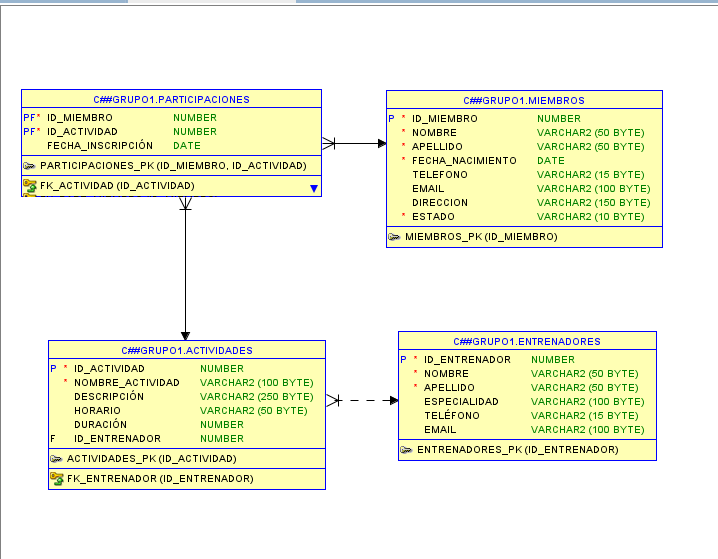 C##GRUPO1.PARTICIPACIONES
PF* ID_MIEMBRO NUMBER
PF* ID_ACTIVIDAD NUMBER
FECHA_INSCRIPCIÓN DATE
PARTICIPACIONES_PK (ID_MIEMBRO, ID_ACTIVIDAD)
FK_ACTIVIDAD (ID_ACTIVIDAD)
C##GRUPO1.MIEMBROS
P * ID_MIEMBRO NUMBER
* NOMBRE VARCHAR2 (50 BYTE)
* APELLIDO VARCHAR2 (50 BYTE)
* FECHA_NACIMIENTO DATE
TELEFONO VARCHAR2 (15 BYTE)
EMAIL VARCHAR2 (100 BYTE)
DIRECCION VARCHAR2 (150 BYTE)
* ESTADO VARCHAR2 (10 BYTE)
MIEMBROS_PK (ID_MIEMBRO)
C##GRUPO1.ACTIVIDADES
P * ID_ACTIVIDAD NUMBER
* NOMBRE_ACTIVIDAD VARCHAR2 (100 BYTE)
DESCRIPCIÓN VARCHAR2 (250 BYTE)
HORARIO VARCHAR2 (50 BYTE)
DURACIÓN NUMBER
F ID_ENTRENADOR NUMBER
ACTIVIDADES_PK (ID_ACTIVIDAD)
FK_ENTRENADOR (ID_ENTRENADOR)
C##GRUPO1.ENTRENADORES
P * ID_ENTRENADOR NUMBER
* NOMBRE VARCHAR2 (50 BYTE)
* APELLIDO VARCHAR2 (50 BYTE)
ESPECIALIDAD VARCHAR2 (100 BYTE)
TELÉFONO VARCHAR2 (15 BYTE)
EMAIL VARCHAR2 (100 BYTE)
ENTRENADORES_PK (ID_ENTRENADOR)